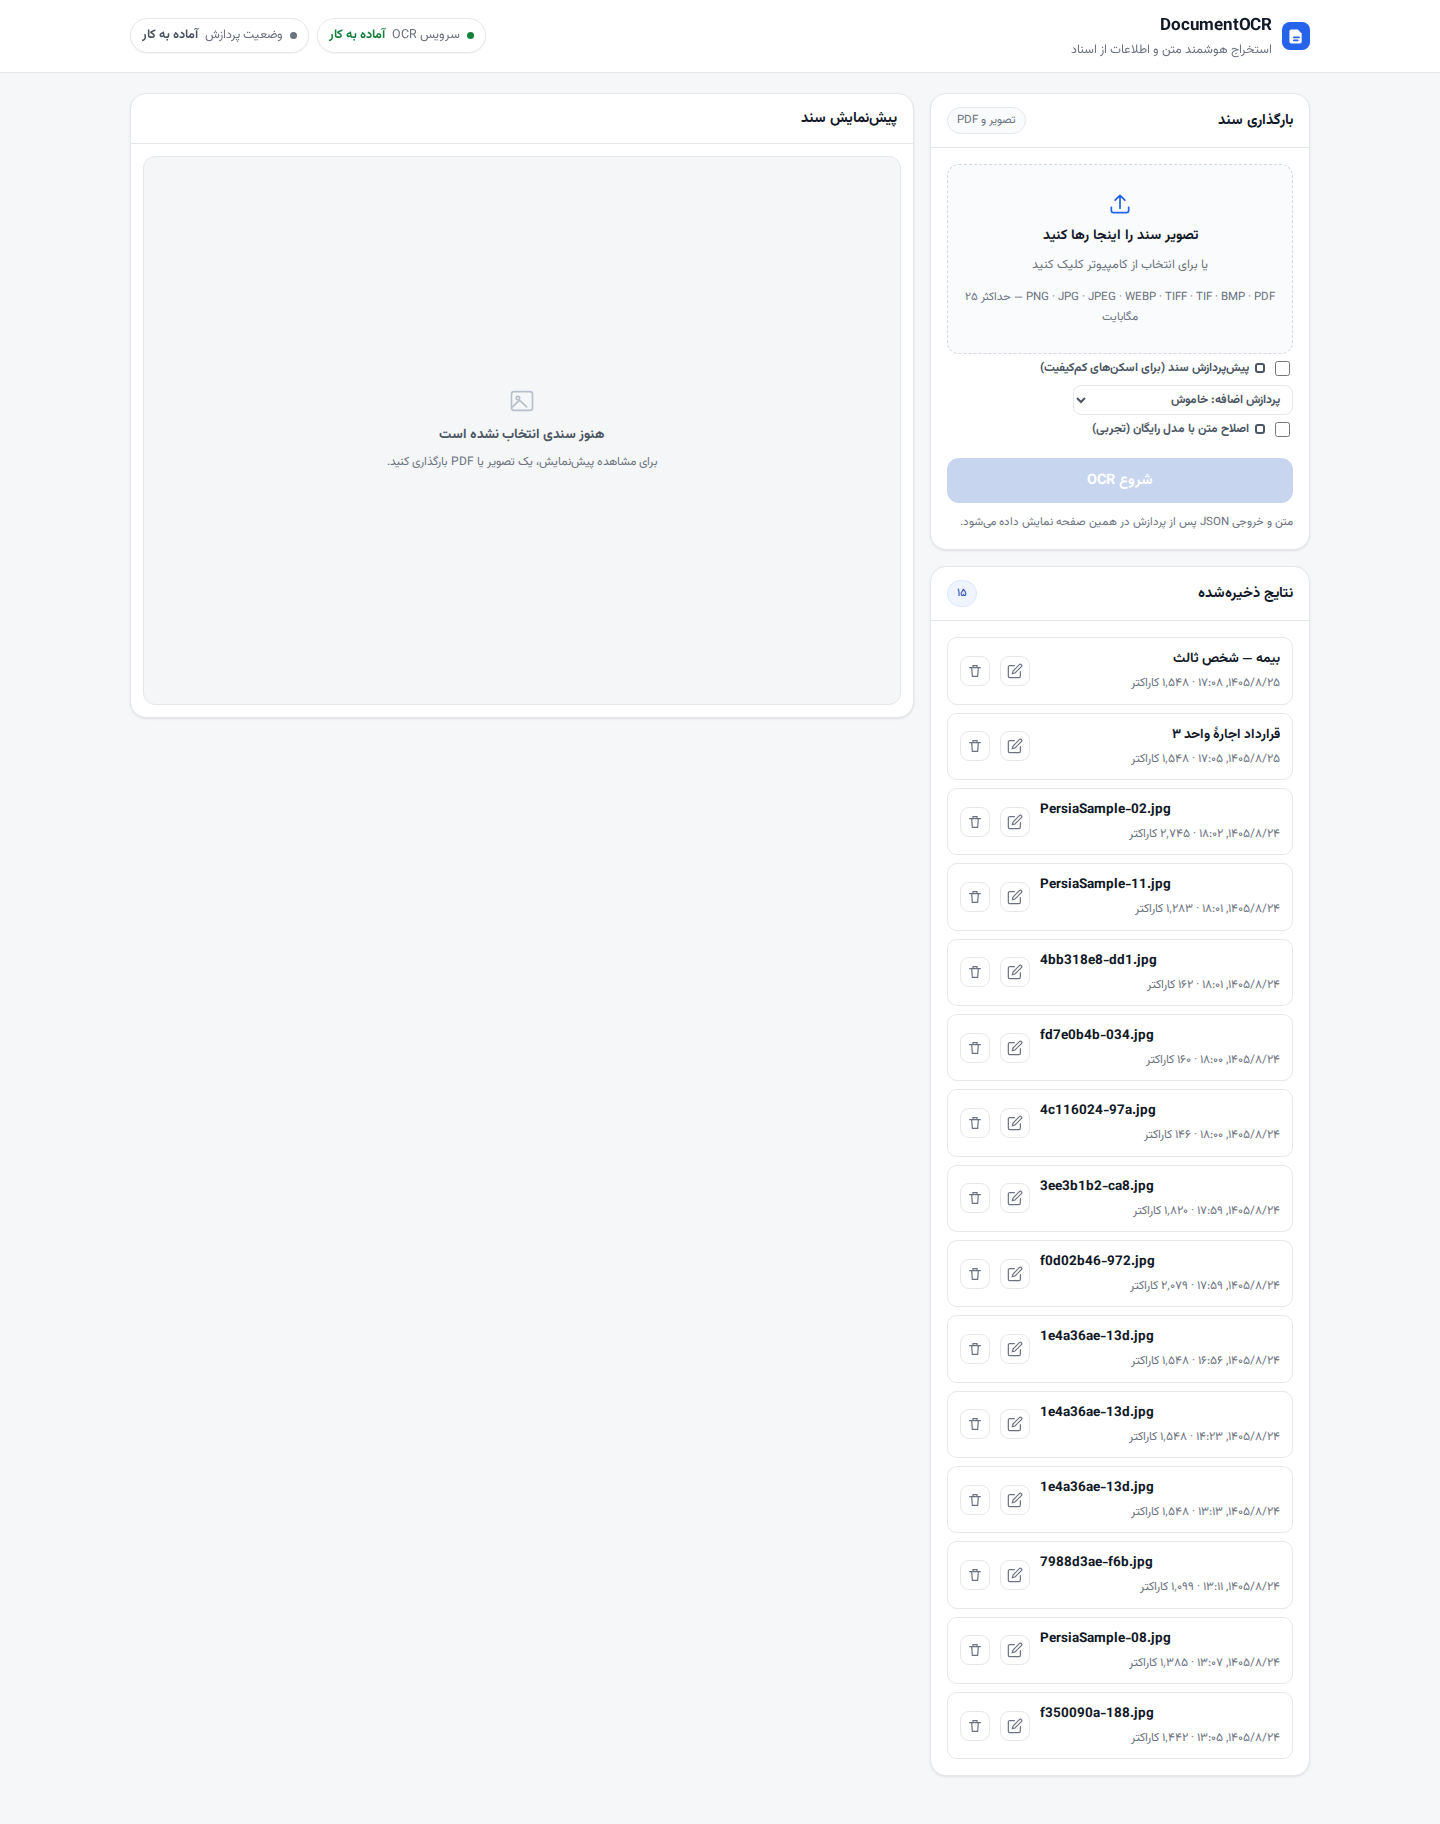 DocumentOCR
استخراج هوشمند متن و اطلاعات از اسناد
سرویس OCR آماده به کار
وضعیت پردازش آماده به کار
بارگذاری سند
تصویر و PDF
تصویر سند را اینجا رها کنید
یا برای انتخاب از کامپیوتر کلیک کنید
PNG · JPG · JPEG · WEBP · TIFF · TIF · BMP · PDF — حداکثر ۲۵
مگابایت
پیش‌پردازش سند (برای اسکن‌های کم‌کیفیت)
پردازش اضافه: خاموش
اصلاح متن با مدل رایگان (تجربی)
شروع OCR
متن و خروجی JSON پس از پردازش در همین صفحه نمایش داده می‌شود.
پیش‌نمایش سند
هنوز سندی انتخاب نشده است
برای مشاهده پیش‌نمایش، یک تصویر یا PDF بارگذاری کنید.
نتایج ذخیره‌شده
۱۵
بیمه — شخص ثالث
۱۴۰۵/۸/۲۵, ۱۷:۰۸ · ۱,۵۴۸ کاراکتر
قرارداد اجارهٔ واحد ۳
۱۴۰۵/۸/۲۵, ۱۷:۰۵ · ۱,۵۴۸ کاراکتر
PersiaSample-02.jpg
۱۴۰۵/۸/۲۴, ۱۸:۰۲ · ۲,۷۴۵ کاراکتر
PersiaSample-11.jpg
۱۴۰۵/۸/۲۴, ۱۸:۰۱ · ۱,۲۸۳ کاراکتر
4bb318e8-dd1.jpg
۱۴۰۵/۸/۲۴, ۱۸:۰۱ · ۱۶۲ کاراکتر
fd7e0b4b-034.jpg
۱۴۰۵/۸/۲۴, ۱۸:۰۰ · ۱۶۰ کاراکتر
4c116024-97a.jpg
۱۴۰۵/۸/۲۴, ۱۸:۰۰ · ۱۴۶ کاراکتر
3ee3b1b2-ca8.jpg
۱۴۰۵/۸/۲۴, ۱۷:۵۹ · ۱,۸۲۰ کاراکتر
f0d02b46-972.jpg
۱۴۰۵/۸/۲۴, ۱۷:۵۹ · ۲,۰۷۹ کاراکتر
1e4a36ae-13d.jpg
۱۴۰۵/۸/۲۴, ۱۶:۵۶ · ۱,۵۴۸ کاراکتر
1e4a36ae-13d.jpg
۱۴۰۵/۸/۲۴, ۱۴:۲۳ · ۱,۵۴۸ کاراکتر
1e4a36ae-13d.jpg
۱۴۰۵/۸/۲۴, ۱۳:۱۳ · ۱,۵۴۸ کاراکتر
7988d3ae-f6b.jpg
۱۴۰۵/۸/۲۴, ۱۳:۱۱ · ۱,۰۹۹ کاراکتر
PersiaSample-08.jpg
۱۴۰۵/۸/۲۴, ۱۳:۰۷ · ۱,۳۸۵ کاراکتر
f350090a-188.jpg
۱۴۰۵/۸/۲۴, ۱۳:۰۵ · ۱,۴۴۲ کاراکتر